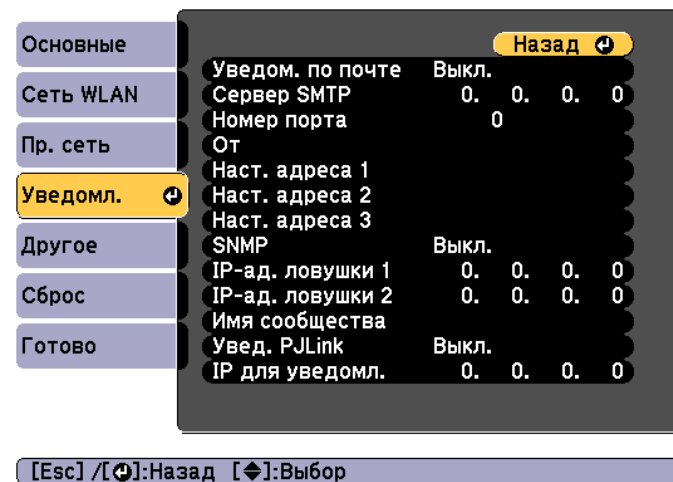 Основные
Сеть WLAN
Пр. сеть
Уведомл.
Другое
Сброс
Готово
Назад
Уведом. по почте Выкл.
Сервер SMTP 0. 0. 0. 0
Номер порта 0
От
Наст. адреса 1
Наст. адреса 2
Наст. адреса 3
SNMP Выкл.
IP-ад. ловушки 1 0. 0. 0. 0
IP-ад. ловушки 2 0. 0. 0. 0
Имя сообщества
Увед. PJLink Выкл.
IP для уведомл. 0. 0. 0. 0
[Esc] /[⏎]:Назад [◆]:Выбор